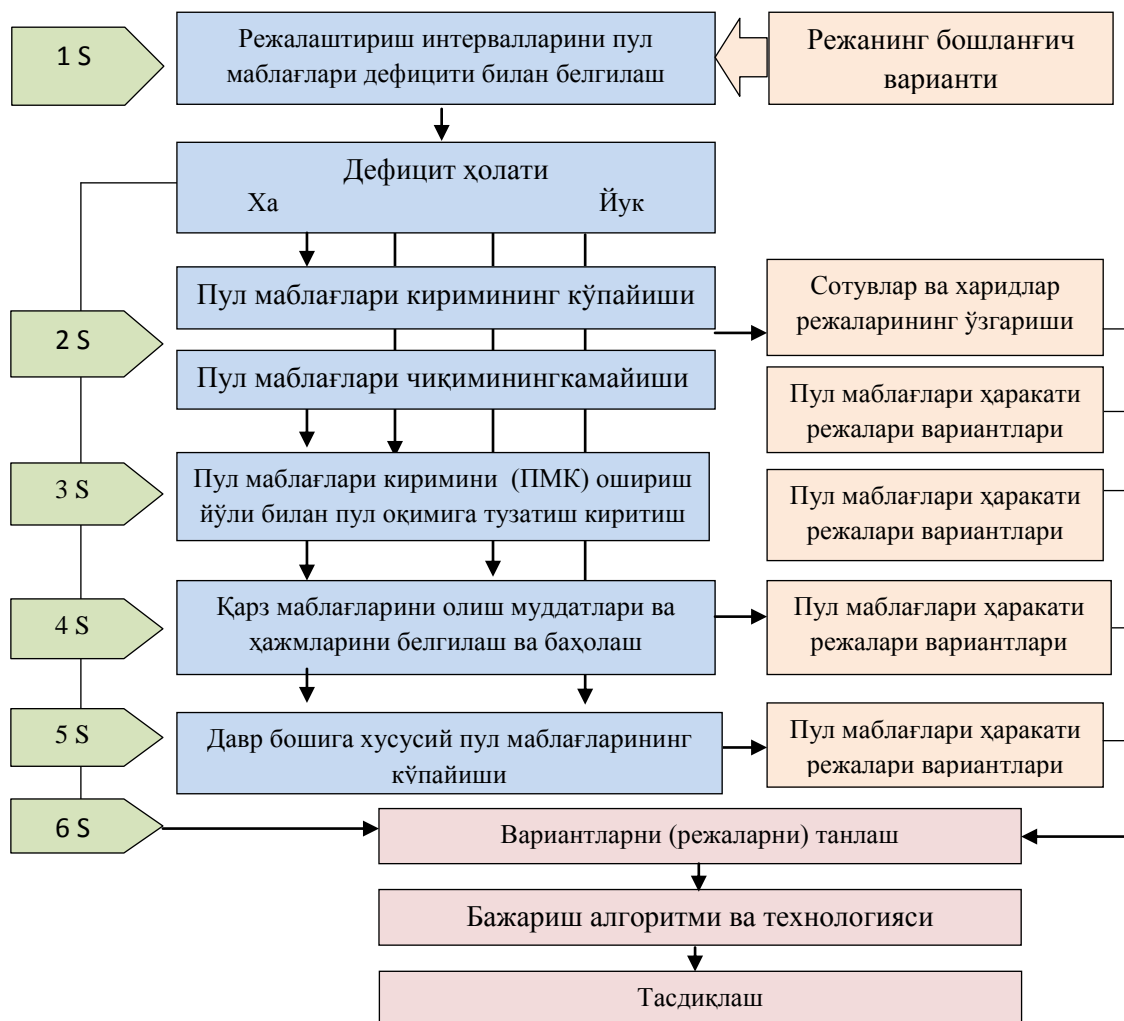 1 S
Режалаштириш интервалларини пул
маблағлари дефицити билан белгилаш
Режанинг бошланғич
варианти
Дефицит ҳолати
Ха
Йук
2 S
Пул маблағлари киримининг кўпайиши
Сотувлар ва харидлар
режаларининг ўзгариши
Пул маблағлари чиқиминингкамайиши
Пул маблағлари ҳаракати
режалари вариантлари
3 S
Пул маблағлари киримини (ПМК) ошириш
йўли билан пул оқимига тузатиш киритиш
Пул маблағлари ҳаракати
режалари вариантлари
4 S
Қарз маблағларини олиш муддатлари ва
ҳажмларини белгилаш ва баҳолаш
Пул маблағлари ҳаракати
режалари вариантлари
5 S
Давр бошига хусусий пул маблағларининг
кўпайиши
Пул маблағлари ҳаракати
режалари вариантлари
6 S
Вариантларни (режаларни) танлаш
Бажариш алгоритми ва технологияси
Тасдиқлаш